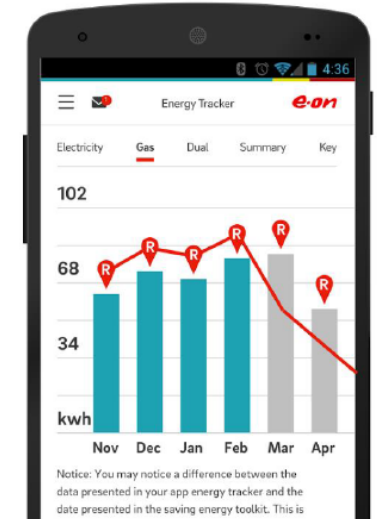 4:36
Energy Tracker
e·on
Electricity Gas Dual Summary Key
102
68
34
kwh
R R R R R R
Nov Dec Jan Feb Mar Apr
Notice: You may notice a difference between the
data presented in your app energy tracker and the
date presented in the saving energy toolkit. This is